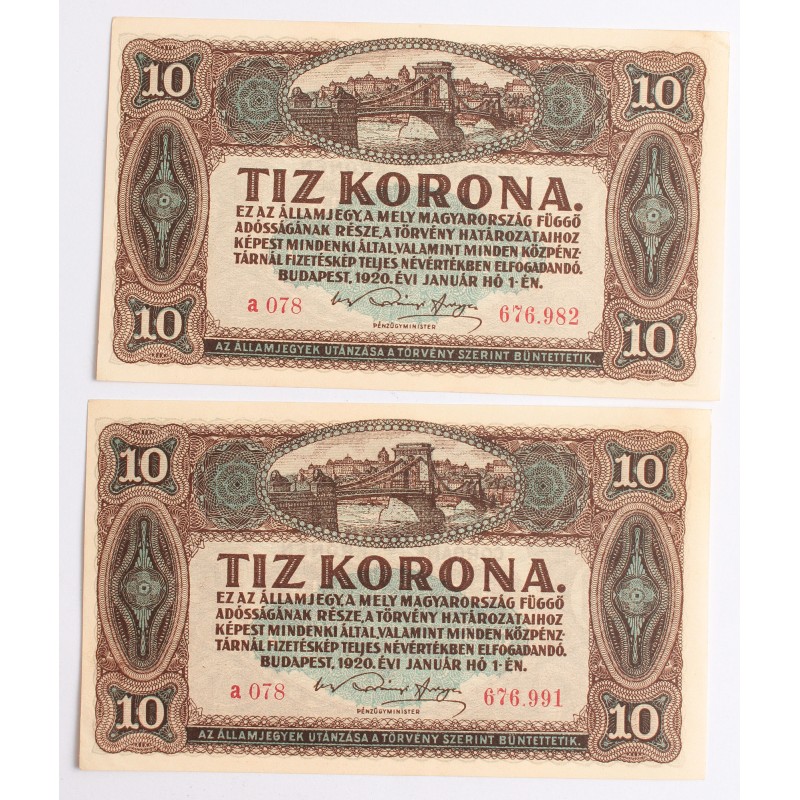 10 10
TIZ KORONA.
EZ AZ ÁLLAMJEGY, A MELY MAGYARORSZÁG FÜGGŐ
ADÓSSÁGÁNAK RÉSZE, A TÖRVÉNY HATÁROZATAIHOZ
KÉPEST MINDENKI ÁLTAL, VALAMINT MINDEN KÖZPÉNZ-
TÁRNÁL FIZETÉSKÉP TELJES NÉVÉRTÉKBEN ELFOGADANDÓ.
BUDAPEST, 1920. ÉVI JANUÁR HÓ 1-ÉN.
a 078 676.982
PÉNZÜGYMINISTER
10 10
AZ ÁLLAMJEGYEK UTÁNZÁSA A TÖRVÉNY SZERINT BÜNTETTETIK.
10 10
TIZ KORONA.
EZ AZ ÁLLAMJEGY, A MELY MAGYARORSZÁG FÜGGŐ
ADÓSSÁGÁNAK RÉSZE, A TÖRVÉNY HATÁROZATAIHOZ
KÉPEST MINDENKI ÁLTAL, VALAMINT MINDEN KÖZPÉNZ-
TÁRNÁL FIZETÉSKÉP TELJES NÉVÉRTÉKBEN ELFOGADANDÓ.
BUDAPEST, 1920. ÉVI JANUÁR HÓ 1-ÉN.
a 078 676.991
PÉNZÜGYMINISTER
10 10
AZ ÁLLAMJEGYEK UTÁNZÁSA A TÖRVÉNY SZERINT BÜNTETTETIK.